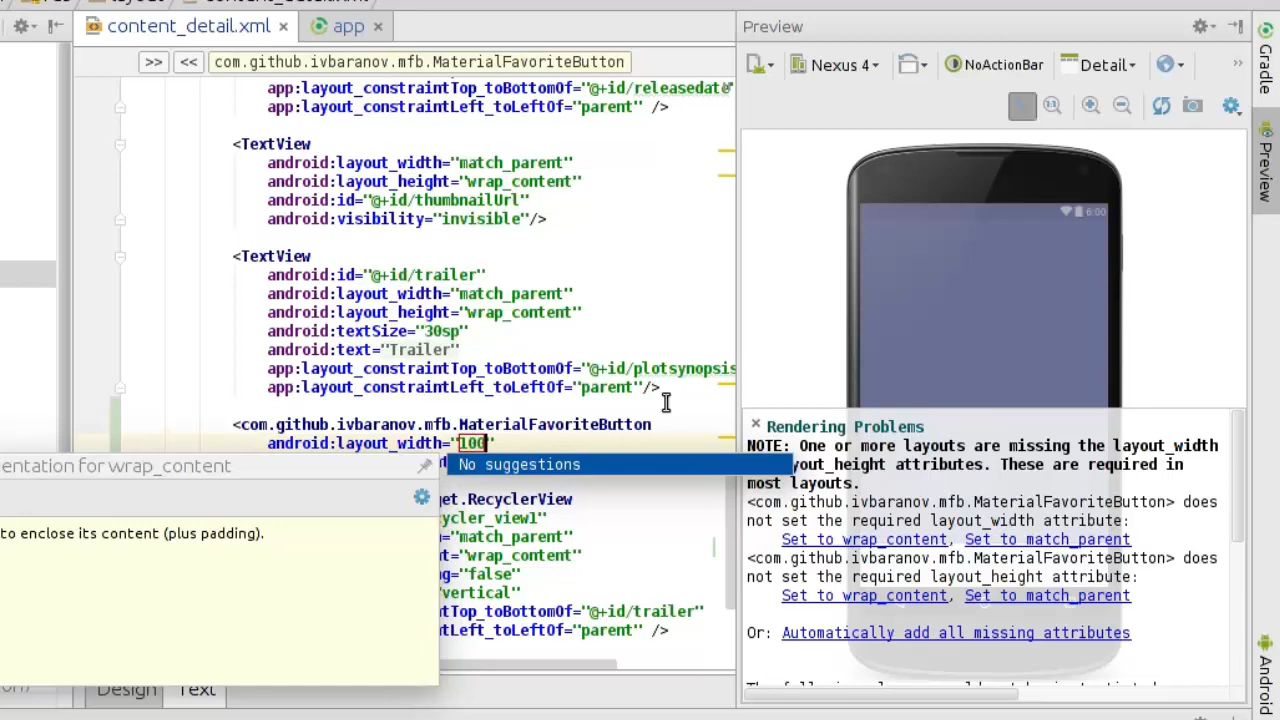 content_detail.xml
app
Preview
>>
<<
com.github.ivbaranov.mfb.MaterialFavoriteButton
Nexus 4
NoActionBar
Detail
app:layout_constraintTop_toBottomOf="@+id/releasedate"
app:layout_constraintLeft_toLeftOf="parent" />
<TextView
android:layout_width="match_parent"
android:layout_height="wrap_content"
android:id="@+id/thumbnailUrl"
android:visibility="invisible"/>
<TextView
android:id="@+id/trailer"
android:layout_width="match_parent"
android:layout_height="wrap_content"
android:textSize="30sp"
android:text="Trailer"
app:layout_constraintTop_toBottomOf="@+id/plotsynopsis
app:layout_constraintLeft_toLeftOf="parent"/>
<com.github.ivbaranov.mfb.MaterialFavoriteButton
android:layout_width="100"
No suggestions
entation for wrap_content
to enclose its content (plus padding).
get.RecyclerView
ycler_view1"
"match_parent"
"wrap_content"
ng="false"
"vertical"
ntTop_toBottomOf="@+id/trailer"
ntLeft_toLeftOf="parent" />
Design
Text
6:00
Rendering Problems
NOTE: One or more layouts are missing the layout_width
yout_height attributes. These are required in
most layouts.
<com.github.ivbaranov.mfb.MaterialFavoriteButton> does
not set the required layout_width attribute:
Set to wrap_content, Set to match_parent
<com.github.ivbaranov.mfb.MaterialFavoriteButton> does
not set the required layout_height attribute:
Set to wrap_content, Set to match_parent
Or: Automatically add all missing attributes
Gradle
Preview
Android